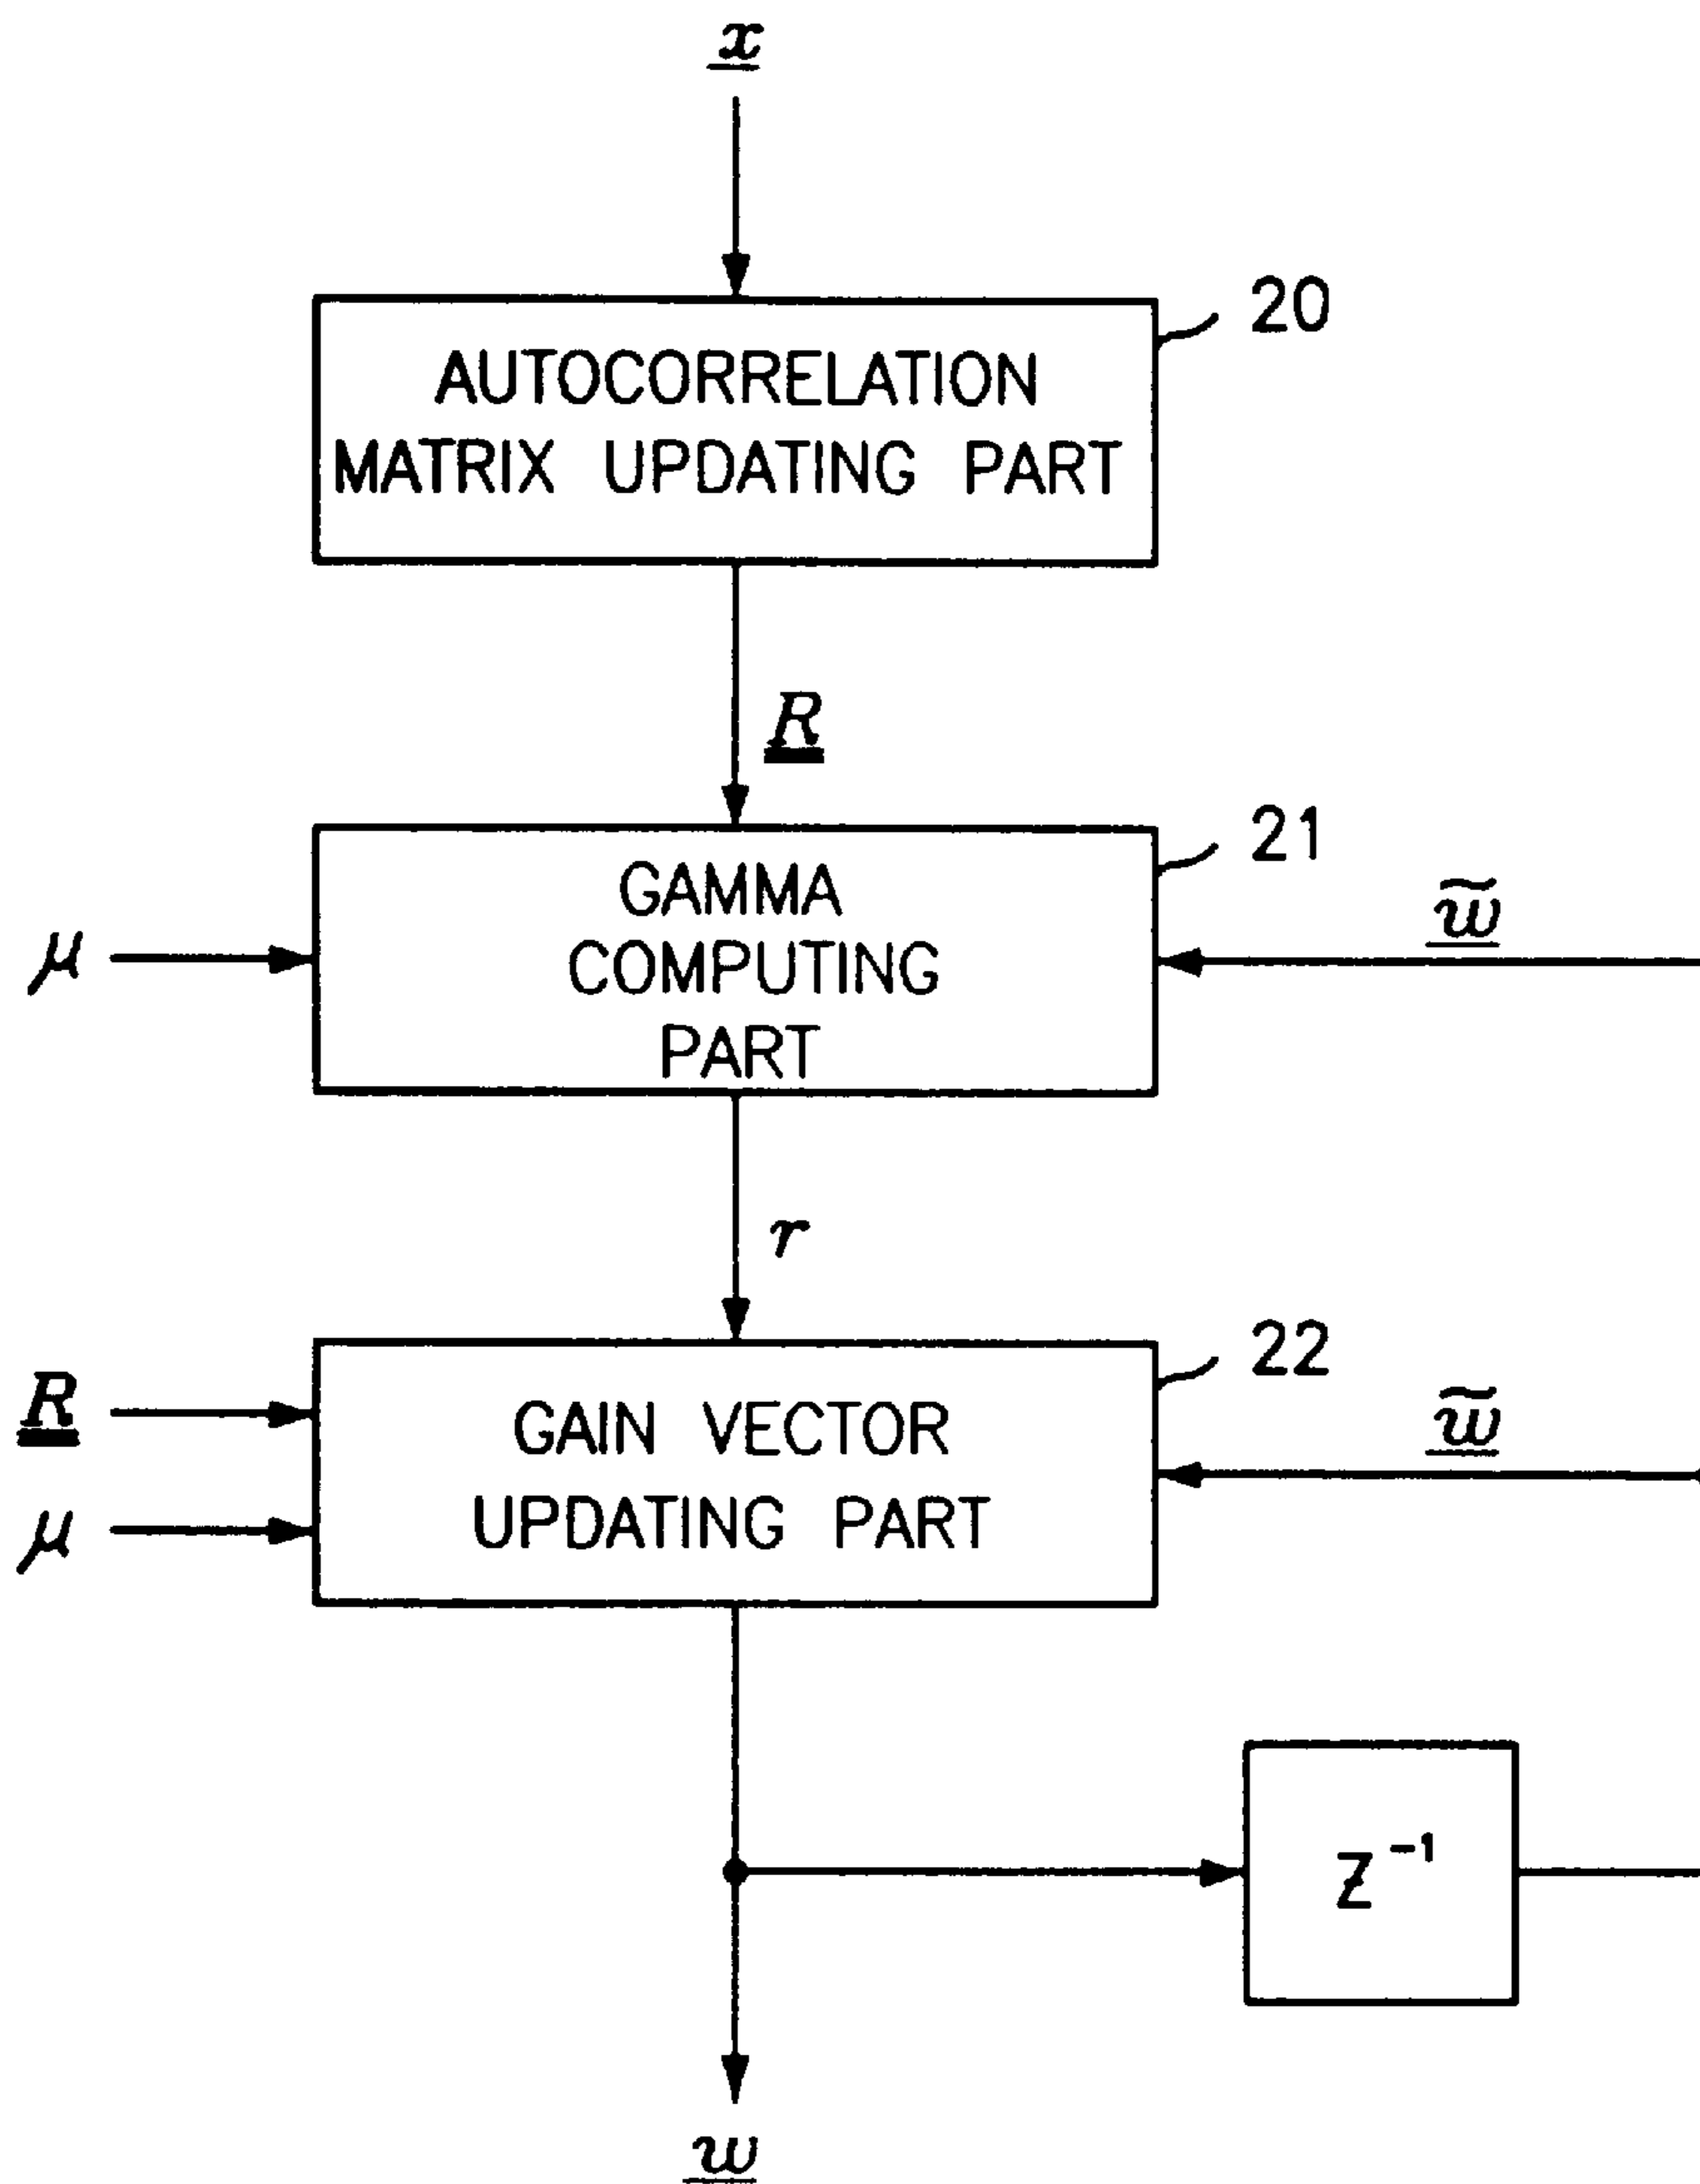 x
20
AUTOCORRELATION
MATRIX UPDATING PART
R
21
GAMMA
COMPUTING
PART
μ
w̃
r
22
R
μ
GAIN VECTOR
UPDATING PART
w̃
Z⁻¹
w